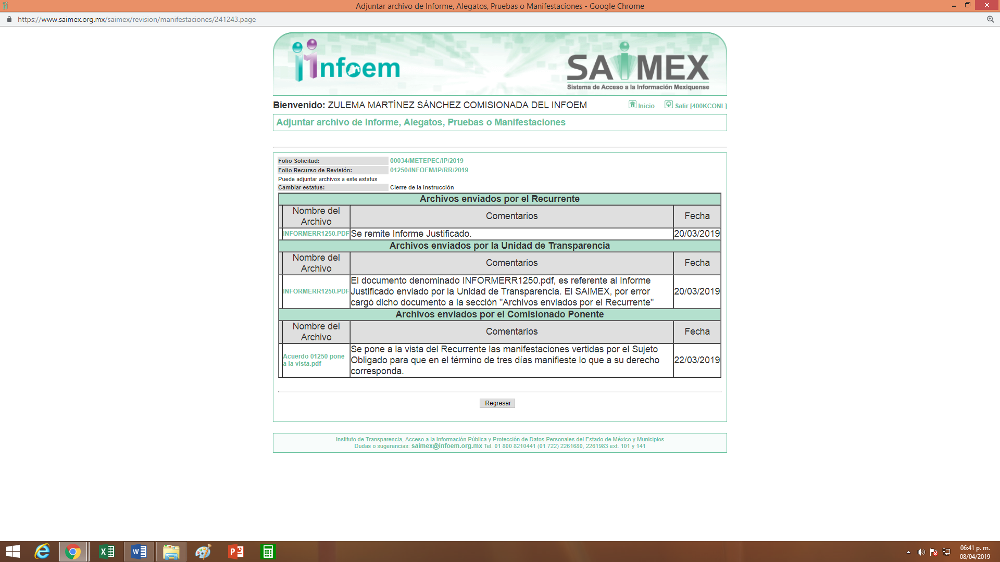 Adjuntar archivo de Informe, Alegatos, Pruebas o Manifestaciones - Google Chrome
https://www.saimex.org.mx/saimex/revision/manifestaciones/241243.page
infoem
SAIMEX
Sistema de Acceso a la Información Mexiquense
Bienvenido: ZULEMA MARTÍNEZ SÁNCHEZ COMISIONADA DEL INFOEM
Inicio
Salir [400KCONL]
Adjuntar archivo de Informe, Alegatos, Pruebas o Manifestaciones
Folio Solicitud: 00034/METEPEC/IP/2019
Folio Recurso de Revisión: 01250/INFOEM/IP/RR/2019
Puede adjuntar archivos a este estatus
Cambiar estatus: Cierre de la instrucción
Archivos enviados por el Recurrente
Nombre del
Archivo
Comentarios
Fecha
INFORMERR1250.PDF
Se remite Informe Justificado.
20/03/2019
Archivos enviados por la Unidad de Transparencia
Nombre del
Archivo
Comentarios
Fecha
INFORMERR1250.PDF
El documento denominado INFORMERR1250.pdf, es referente al Informe
Justificado enviado por la Unidad de Transparencia. El SAIMEX, por error
cargó dicho documento a la sección "Archivos enviados por el Recurrente"
20/03/2019
Archivos enviados por el Comisionado Ponente
Nombre del
Archivo
Comentarios
Fecha
Acuerdo 01250 pone
a la vista.pdf
Se pone a la vista del Recurrente las manifestaciones vertidas por el Sujeto
Obligado para que en el término de tres días manifieste lo que a su derecho
corresponda.
22/03/2019
Regresar
Instituto de Transparencia, Acceso a la Información Pública y Protección de Datos Personales del Estado de México y Municipios
Dudas o sugerencias: saimex@infoem.org.mx Tel. 01 800 8210441 (01 722) 2261680, 2261983 ext. 101 y 141
06:41 p. m.
08/04/2019